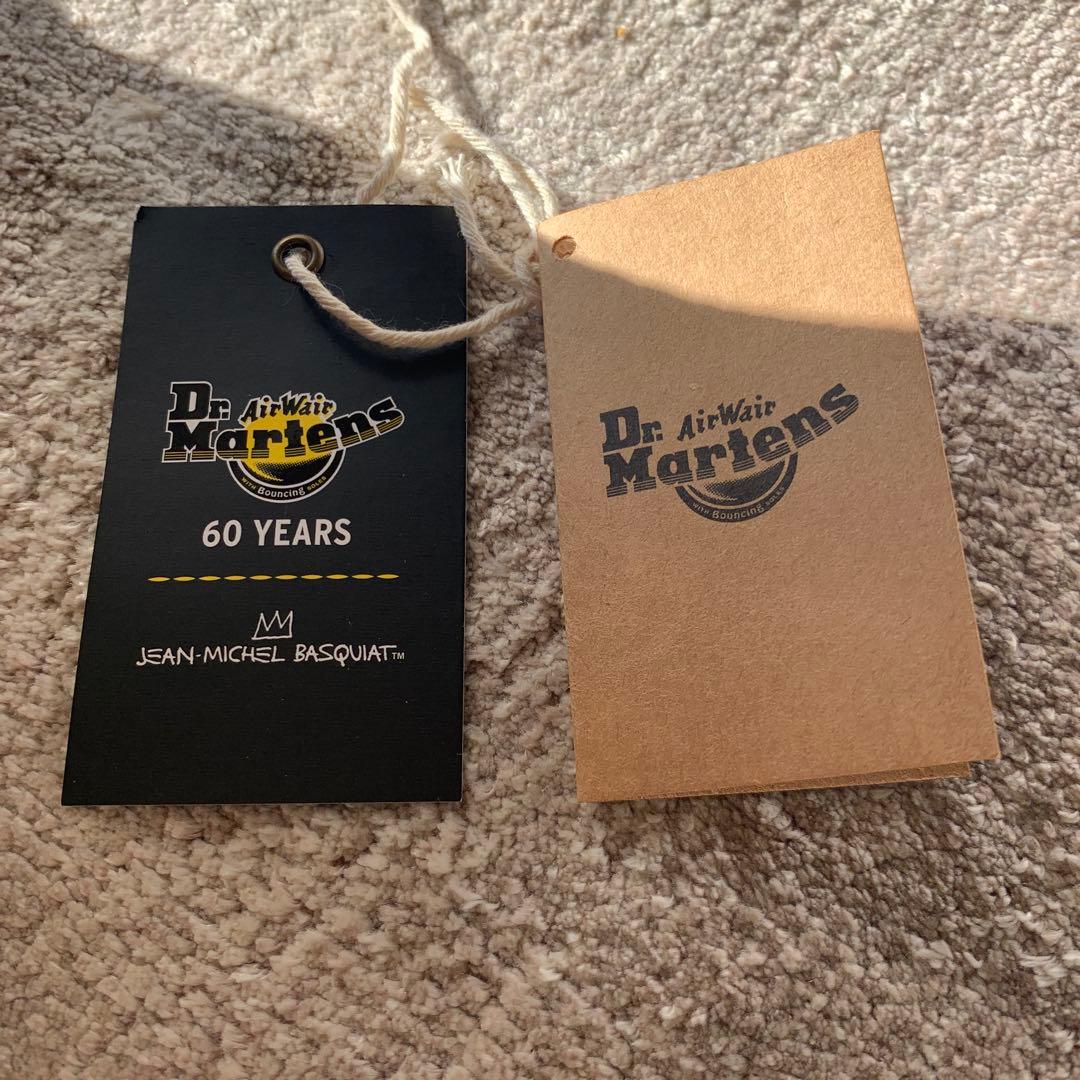 Dr. AirWair
Martens
WITH Bouncing SOLES
60 YEARS
JEAN-MICHEL BASQUIAT™
Dr. AirWair
Martens
WITH Bouncing SOLES